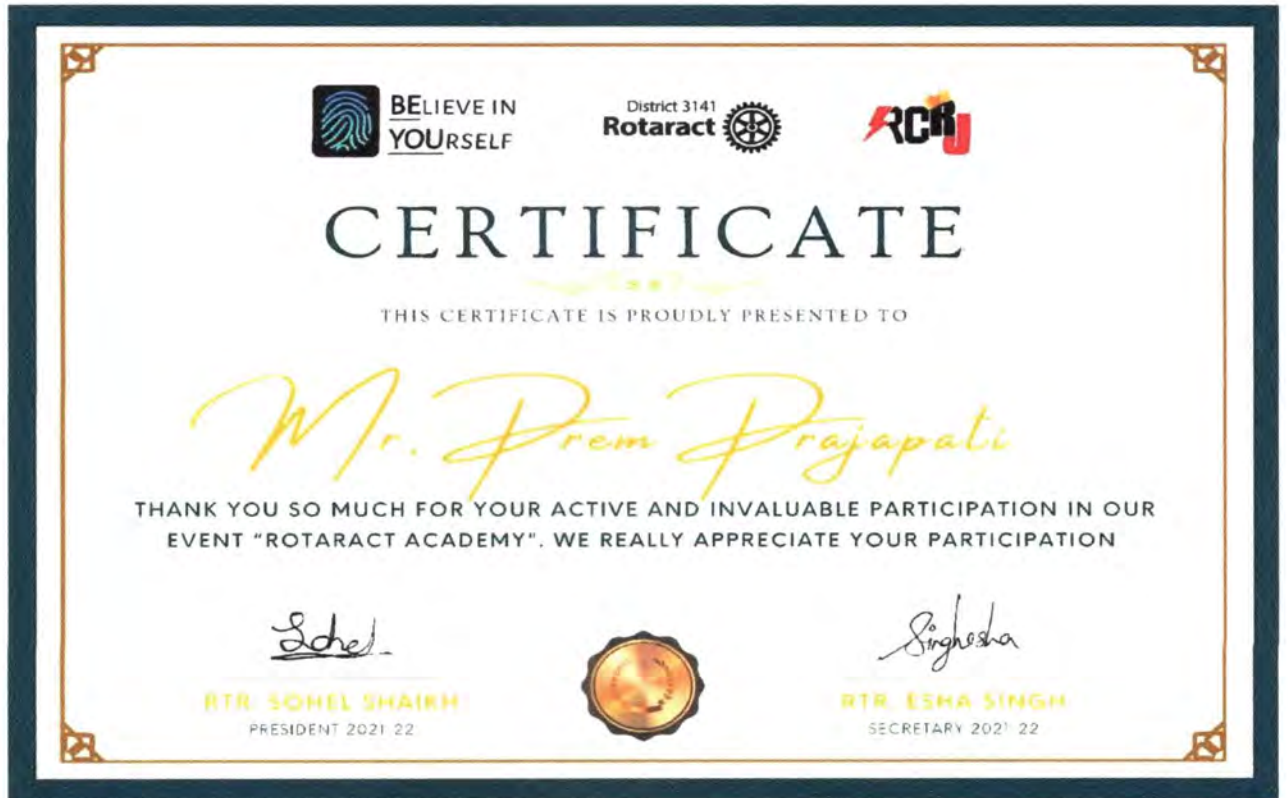 BELIEVE IN
YOURSELF
District 3141
Rotaract
RCRJ
CERTIFICATE
THIS CERTIFICATE IS PROUDLY PRESENTED TO
Mr. Prem Prajapati
THANK YOU SO MUCH FOR YOUR ACTIVE AND INVALUABLE PARTICIPATION IN OUR
EVENT “ROTARACT ACADEMY”. WE REALLY APPRECIATE YOUR PARTICIPATION
Sohel
Singhesha
RTR. SOHEL SHAIKH
PRESIDENT 2021-22
RTR. ESHA SINGH
SECRETARY 2021-22